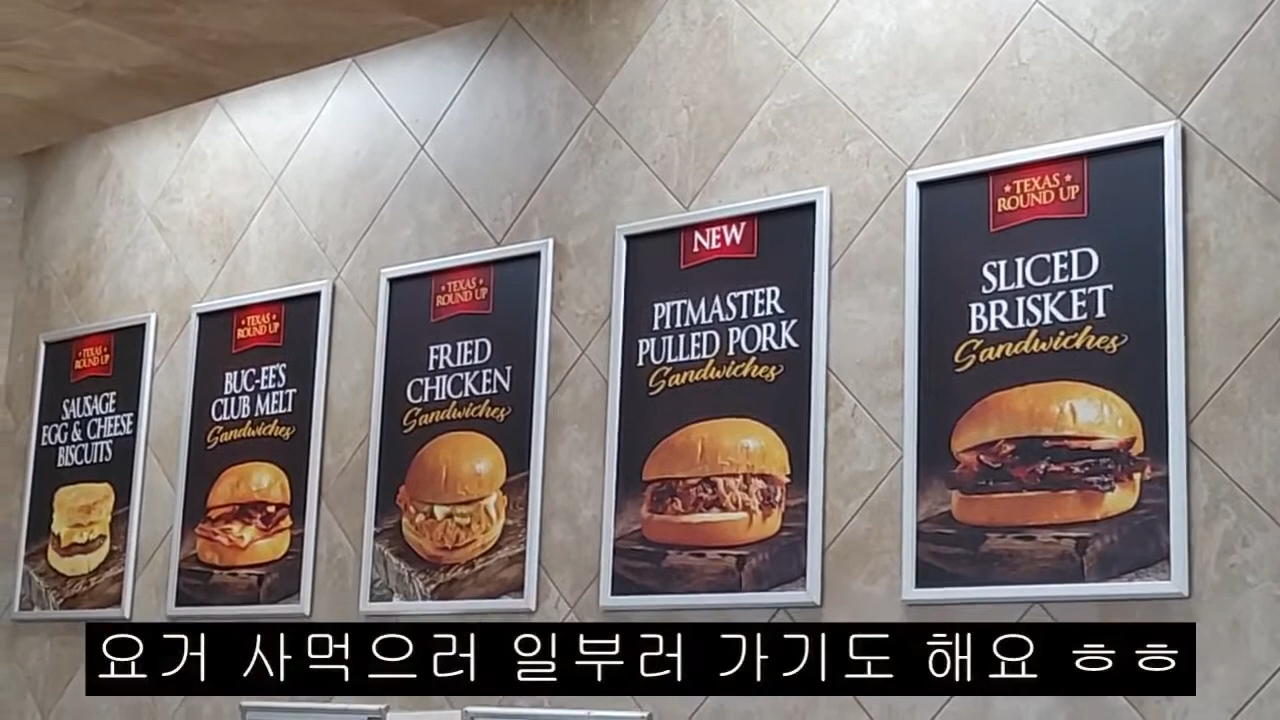 TEXAS
ROUND UP
SAUSAGE
EGG & CHEESE
BISCUITS
TEXAS
ROUND UP
BUC-EE'S
CLUB MELT
Sandwiches
TEXAS
ROUND UP
FRIED
CHICKEN
Sandwiches
NEW
PITMASTER
PULLED PORK
Sandwiches
TEXAS
ROUND UP
SLICED
BRISKET
Sandwiches
요거 사먹으러 일부러 가기도 해요 ㅎㅎ